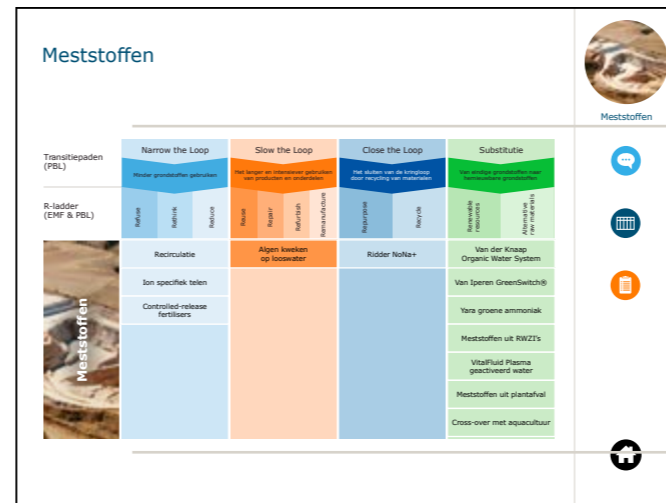 Meststoffen
Meststoffen
Transitiepaden
(PBL)
Narrow the Loop
Slow the Loop
Close the Loop
Substitutie
Minder grondstoffen gebruiken
Het langer en intensiever gebruiken
van producten en onderdelen
Het sluiten van de kringloop
door recycling van materialen
Van eindige grondstoffen naar
hernieuwbare grondstoffen
R-ladder
(EMF & PBL)
Refuse
Rethink
Reduce
Reuse
Repair
Refurbish
Remanufacture
Repurpose
Recycle
Renewable
resources
Alternative
raw materials
Meststoffen
Recirculatie
Ion specifiek telen
Controlled-release
fertilisers
Algen kweken
op looswater
Ridder NoNa+
Van der Knaap
Organic Water System
Van Iperen GreenSwitch®
Yara groene ammoniak
Meststoffen uit RWZI's
VitalFluid Plasma
geactiveerd water
Meststoffen uit plantafval
Cross-over met aquacultuur